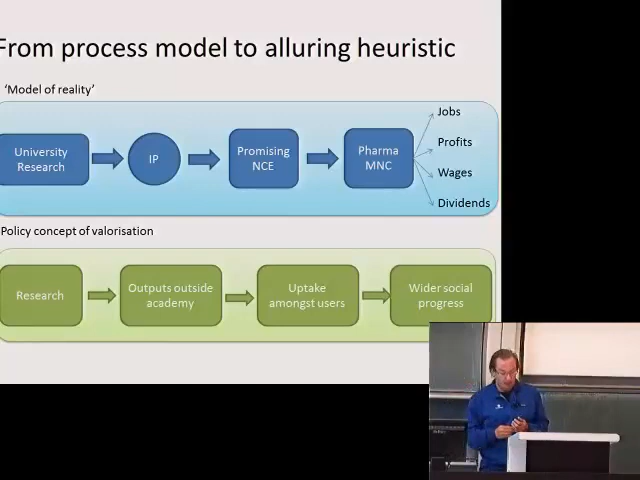 From process model to alluring heuristic
'Model of reality'
University
Research
IP
Promising
NCE
Pharma
MNC
Jobs
Profits
Wages
Dividends
Policy concept of valorisation
Research
Outputs outside
academy
Uptake
amongst users
Wider social
progress